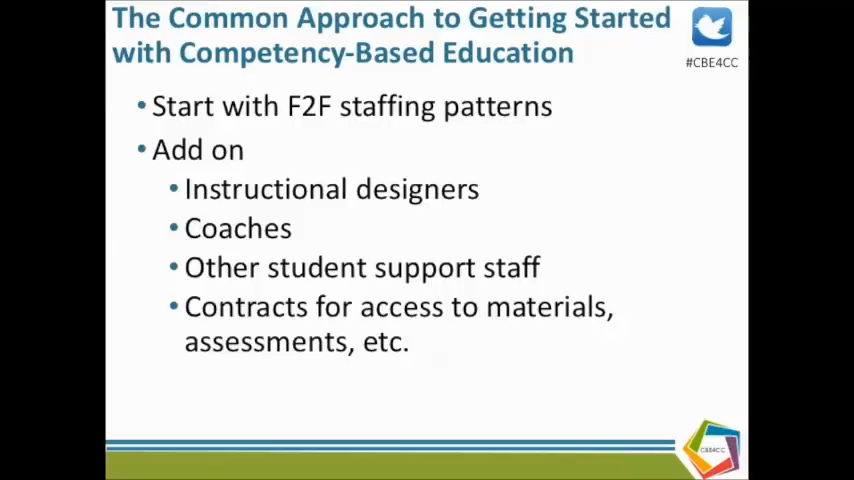 The Common Approach to Getting Started
with Competency-Based Education
#CBE4CC
• Start with F2F staffing patterns
• Add on
• Instructional designers
• Coaches
• Other student support staff
• Contracts for access to materials,
assessments, etc.
CBE4CC